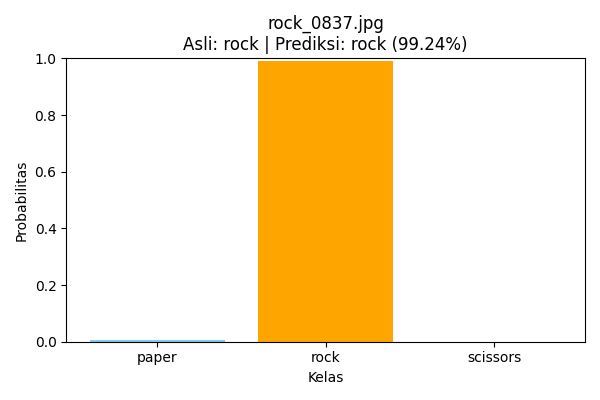 rock_0837.jpg
Asli: rock | Prediksi: rock (99.24%)
1.0
0.8
0.6
0.4
0.2
0.0
Probabilitas
paper
rock
scissors
Kelas